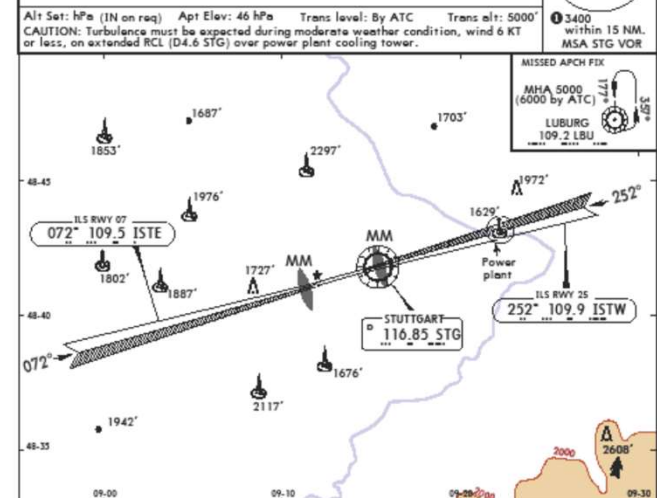 Alt Set: hPa (IN on req) Apt Elev: 46 hPa Trans level: By ATC Trans alt: 5000'
CAUTION: Turbulence must be expected during moderate weather condition, wind 6 KT
or less, on extended RCL (D4.6 STG) over power plant cooling tower.
1 3400
within 15 NM.
MSA STG VOR
MISSED APCH FIX
MHA 5000
(6000 by ATC)
177°
357°
LUBURG
109.2 LBU
1687'
1703'
1853'
2297'
48-45
1972'
1976'
1629'
252°
ILS RWY 07
072° 109.5 ISTE
MM
MM
Power
plant
1802'
1887'
1727'
ILS RWY 25
252° 109.9 ISTW
48-40
STUTTGART
D 116.85 STG
072°
1676'
2117'
1942'
48-35
2000
2608'
09-00
09-10
09-20
09-30